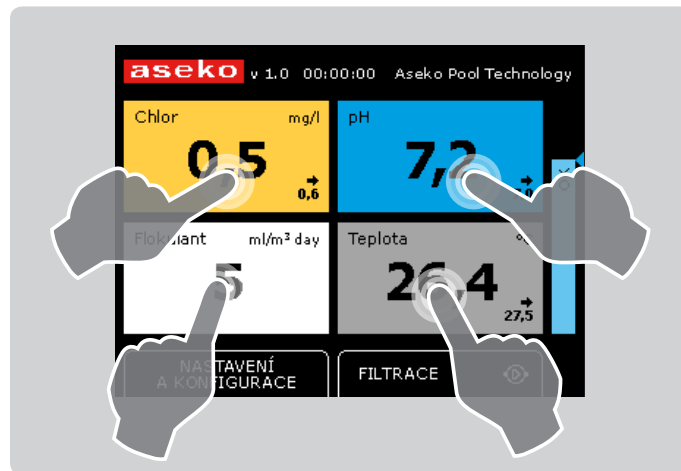 aseko v 1.0 00:00:00 Aseko Pool Technology
Chlor mg/l
0,5
0,6
pH
7,2
Flokulant ml/m³ day
5
Teplota
26,4
27,5
NASTAVENÍ
A KONFIGURACE
FILTRACE